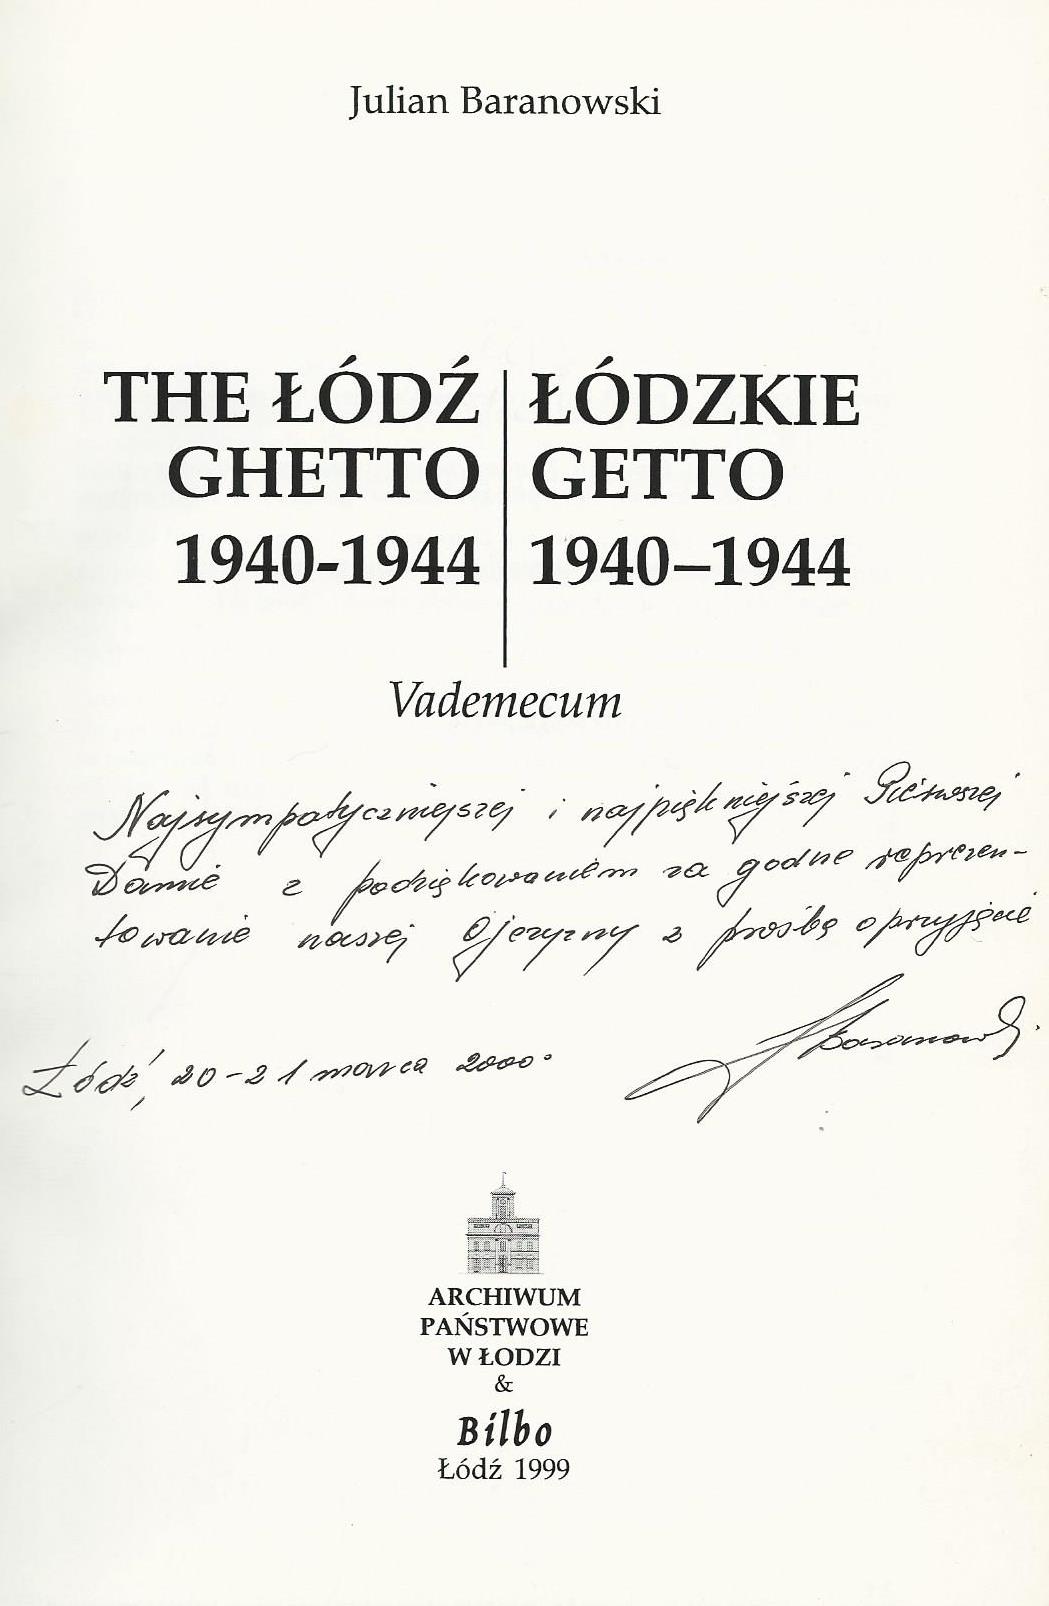 Julian Baranowski
THE ŁÓDŹ
GHETTO
1940-1944
ŁÓDZKIE
GETTO
1940–1944
Vademecum
Najsympatyczniejszej i najpiękniejszej Pierwszej
Damie z podziękowaniem za godne reprezen-
towanie naszej Ojczyzny z prośbą o przyjęcie
JBaranowski
Łódź, 20-21 marca 2000.
ARCHIWUM
PAŃSTWOWE
W ŁODZI
&
Bilbo
Łódź 1999